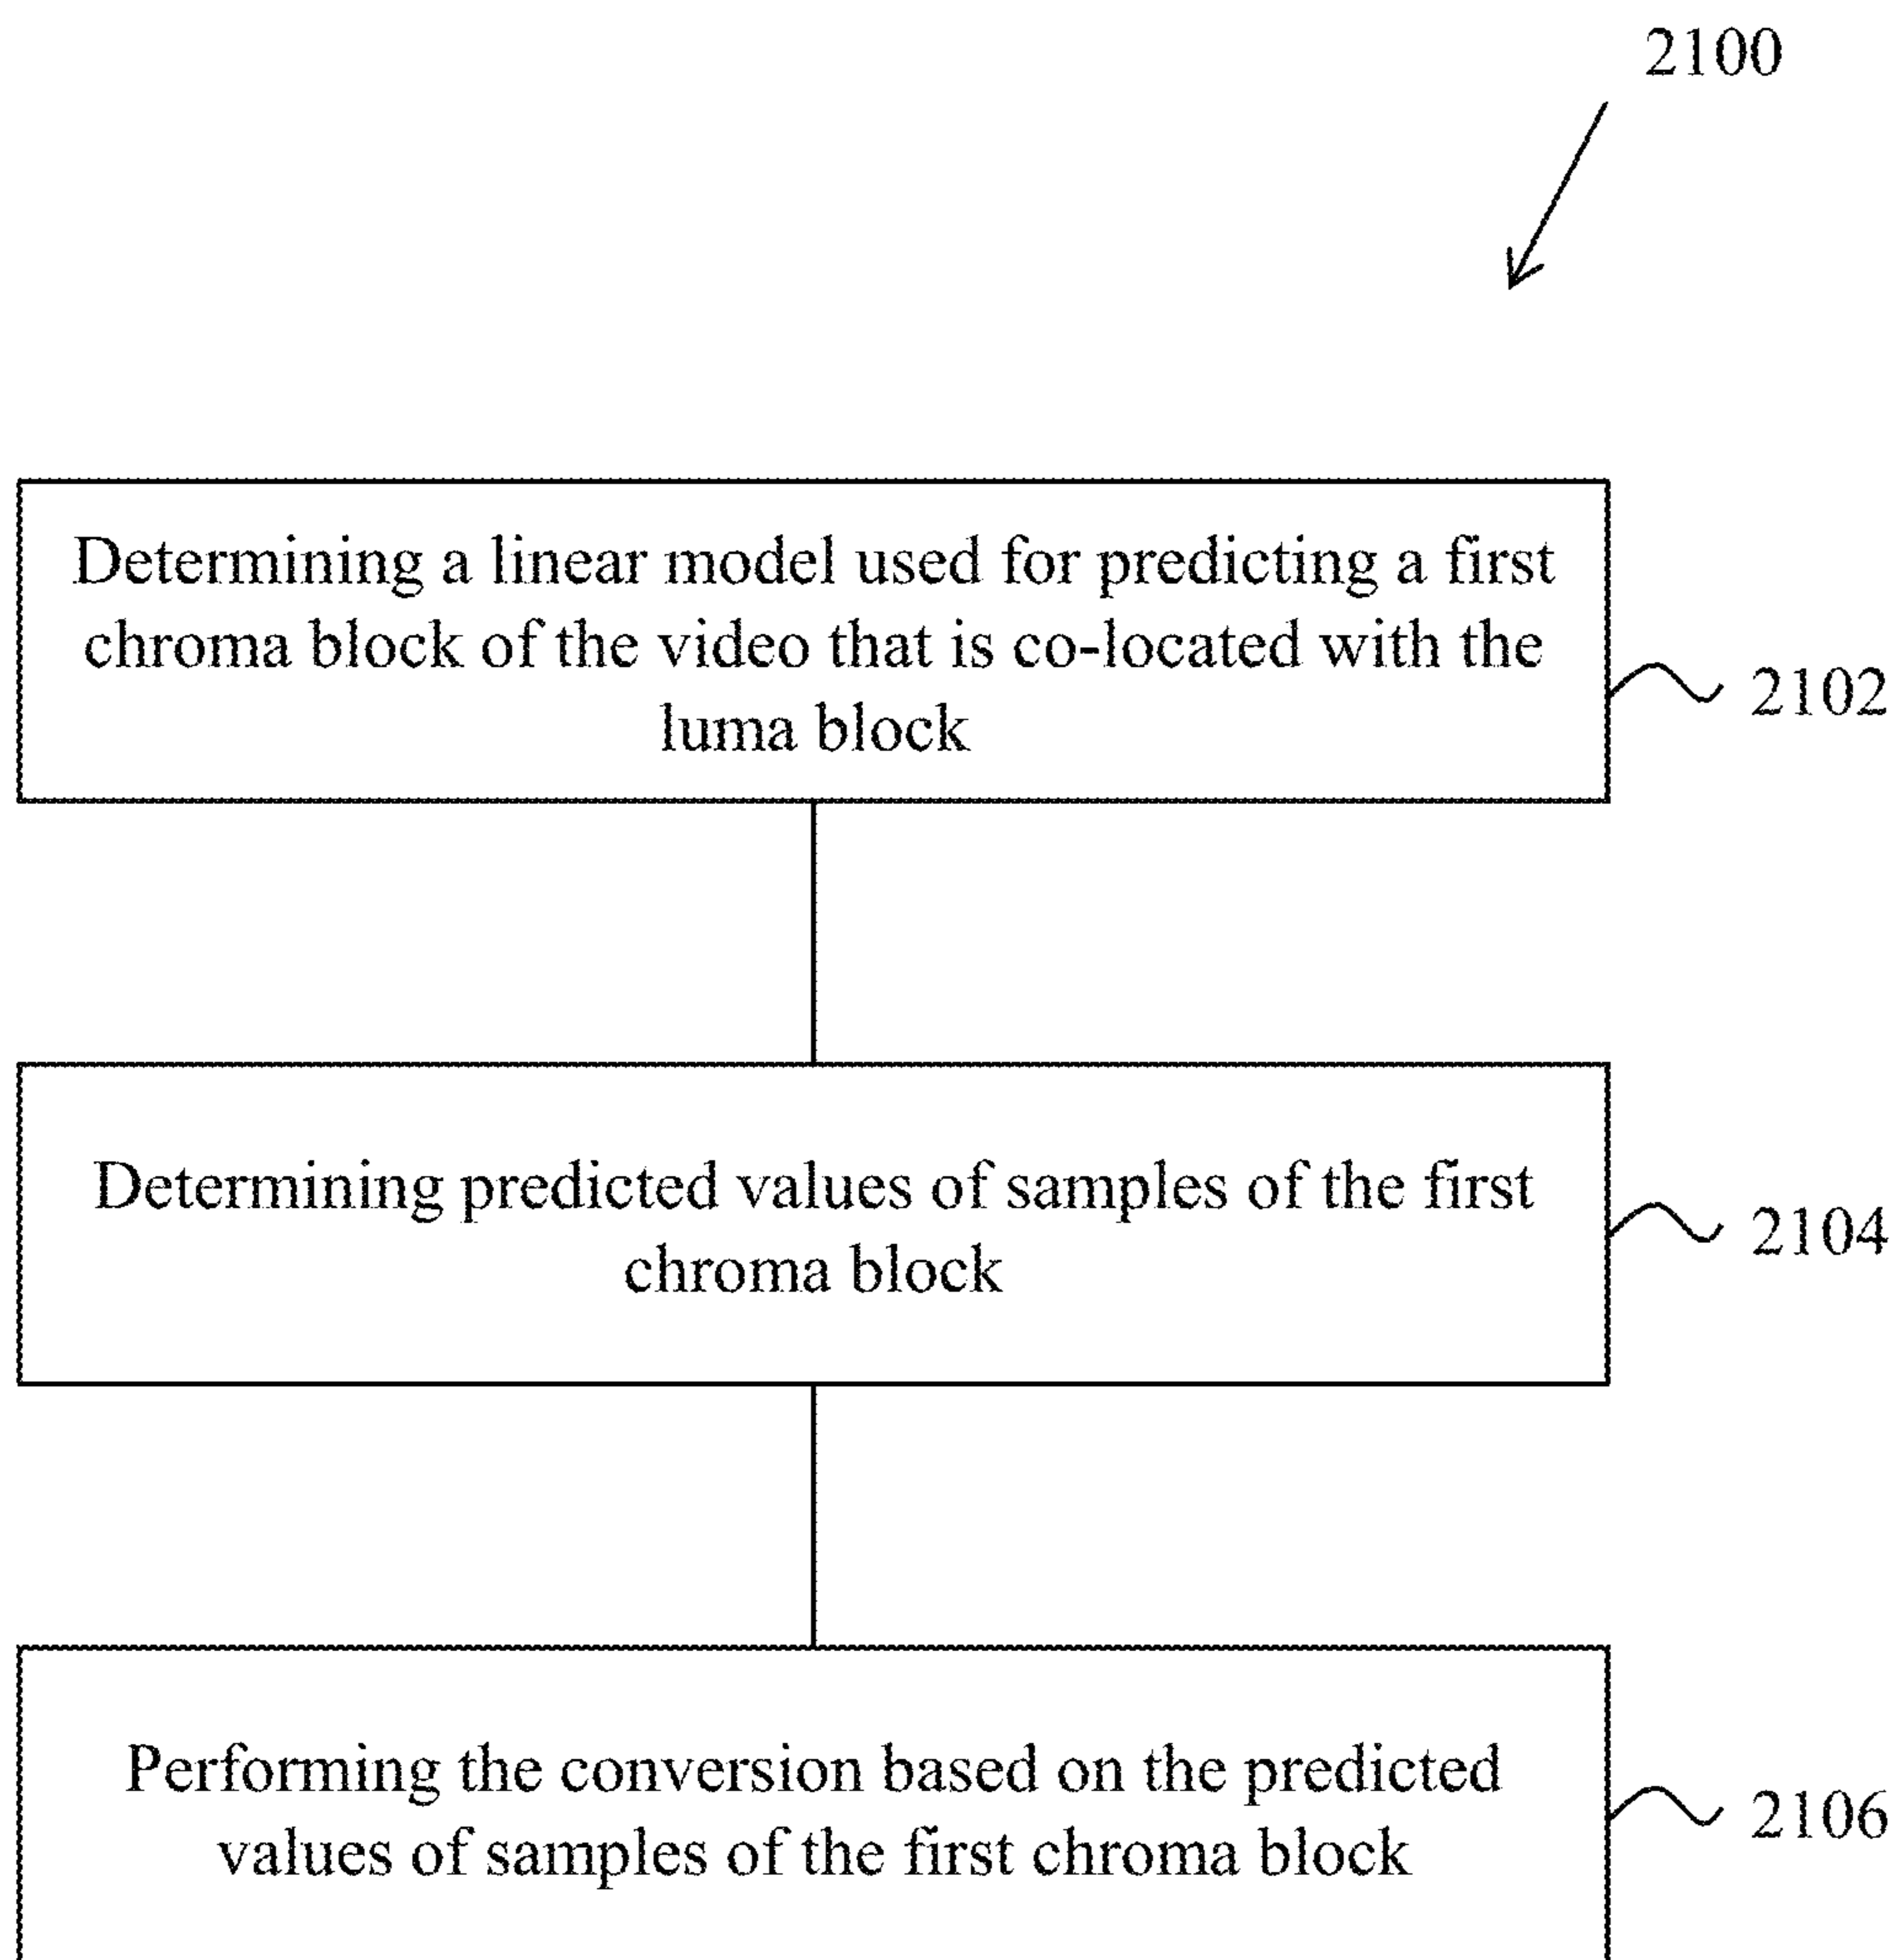 2100
Determining a linear model used for predicting a first
chroma block of the video that is co-located with the
luma block
2102
Determining predicted values of samples of the first
chroma block
2104
Performing the conversion based on the predicted
values of samples of the first chroma block
2106